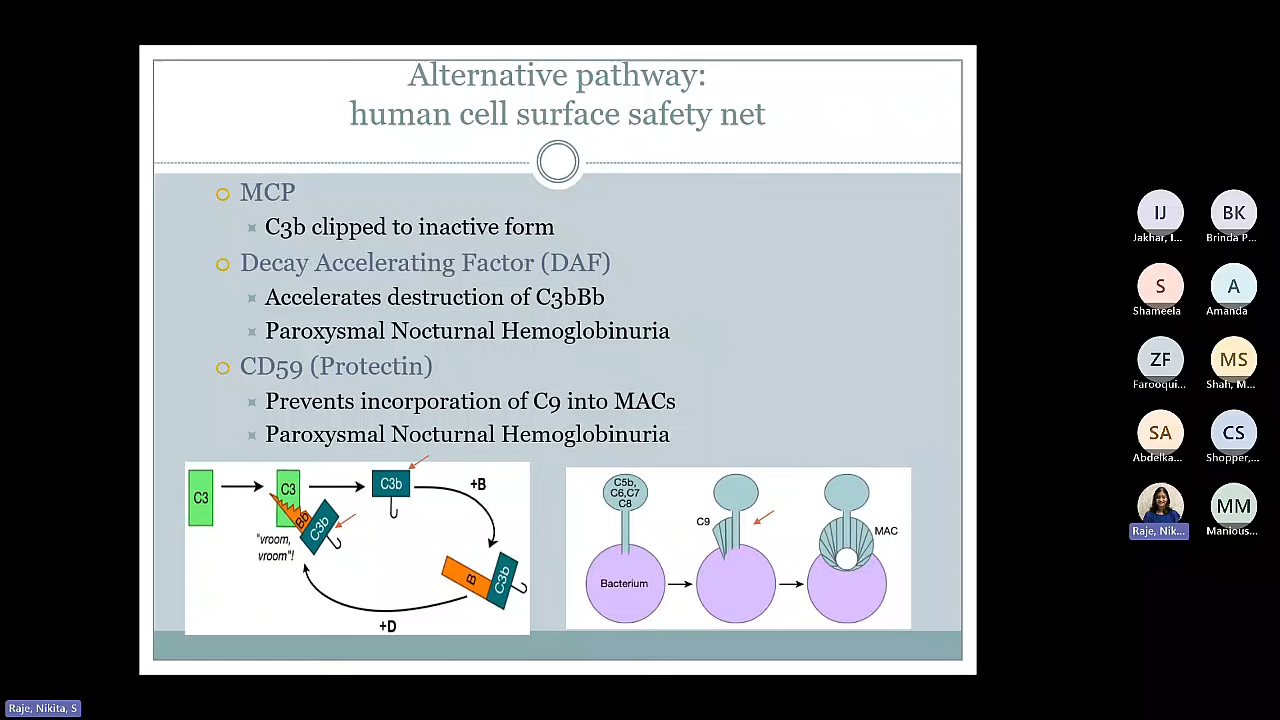 Alternative pathway:
human cell surface safety net
MCP
C3b clipped to inactive form
Decay Accelerating Factor (DAF)
Accelerates destruction of C3bBb
Paroxysmal Nocturnal Hemoglobinuria
CD59 (Protectin)
Prevents incorporation of C9 into MACs
Paroxysmal Nocturnal Hemoglobinuria
C3
C3
Bb
C3b
"vroom,
vroom"!
C3b
+B
B
C3b
+D
C5b,
C6,C7
C8
Bacterium
C9
MAC
IJ
Jakhar, I...
BK
Brinda P...
S
Shameela
A
Amanda
ZF
Farooqui...
MS
Shah, M...
SA
Abdelka...
CS
Shopper,...
Raje, Nik...
MM
Manious...
Raje, Nikita, S